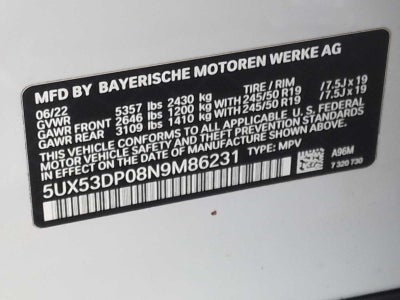 MFD BY BAYERISCHE MOTOREN WERKE AG
06/22 TIRE / RIM
GVWR 5357 lbs 2430 kg
GAWR FRONT 2646 lbs 1200 kg WITH 245/50 R19 /7.5J x 19
GAWR REAR 3109 lbs 1410 kg WITH 245/50 R19 /7.5J x 19
THIS VEHICLE CONFORMS TO ALL APPLICABLE U.S. FEDERAL
MOTOR VEHICLE SAFETY STANDARDS IN EFFECT ON THE DATE OF
MANUFACTURE SHOWN ABOVE.
5UX53DP08N9M86231 TYPE: MPV
A96M
7 320 730